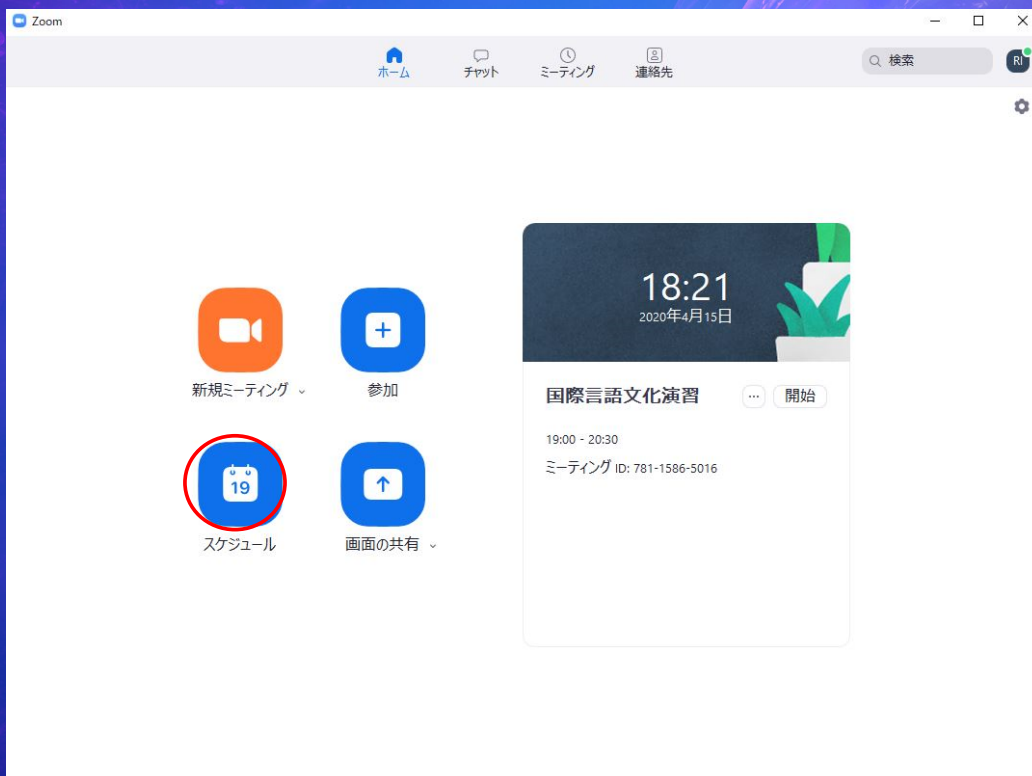 Zoom
ホーム
チャット
ミーティング
連絡先
検索
RI
18:21
2020年4月15日
新規ミーティング
参加
国際言語文化演習
... 開始
19:00 - 20:30
ミーティング ID: 781-1586-5016
19
スケジュール
画面の共有